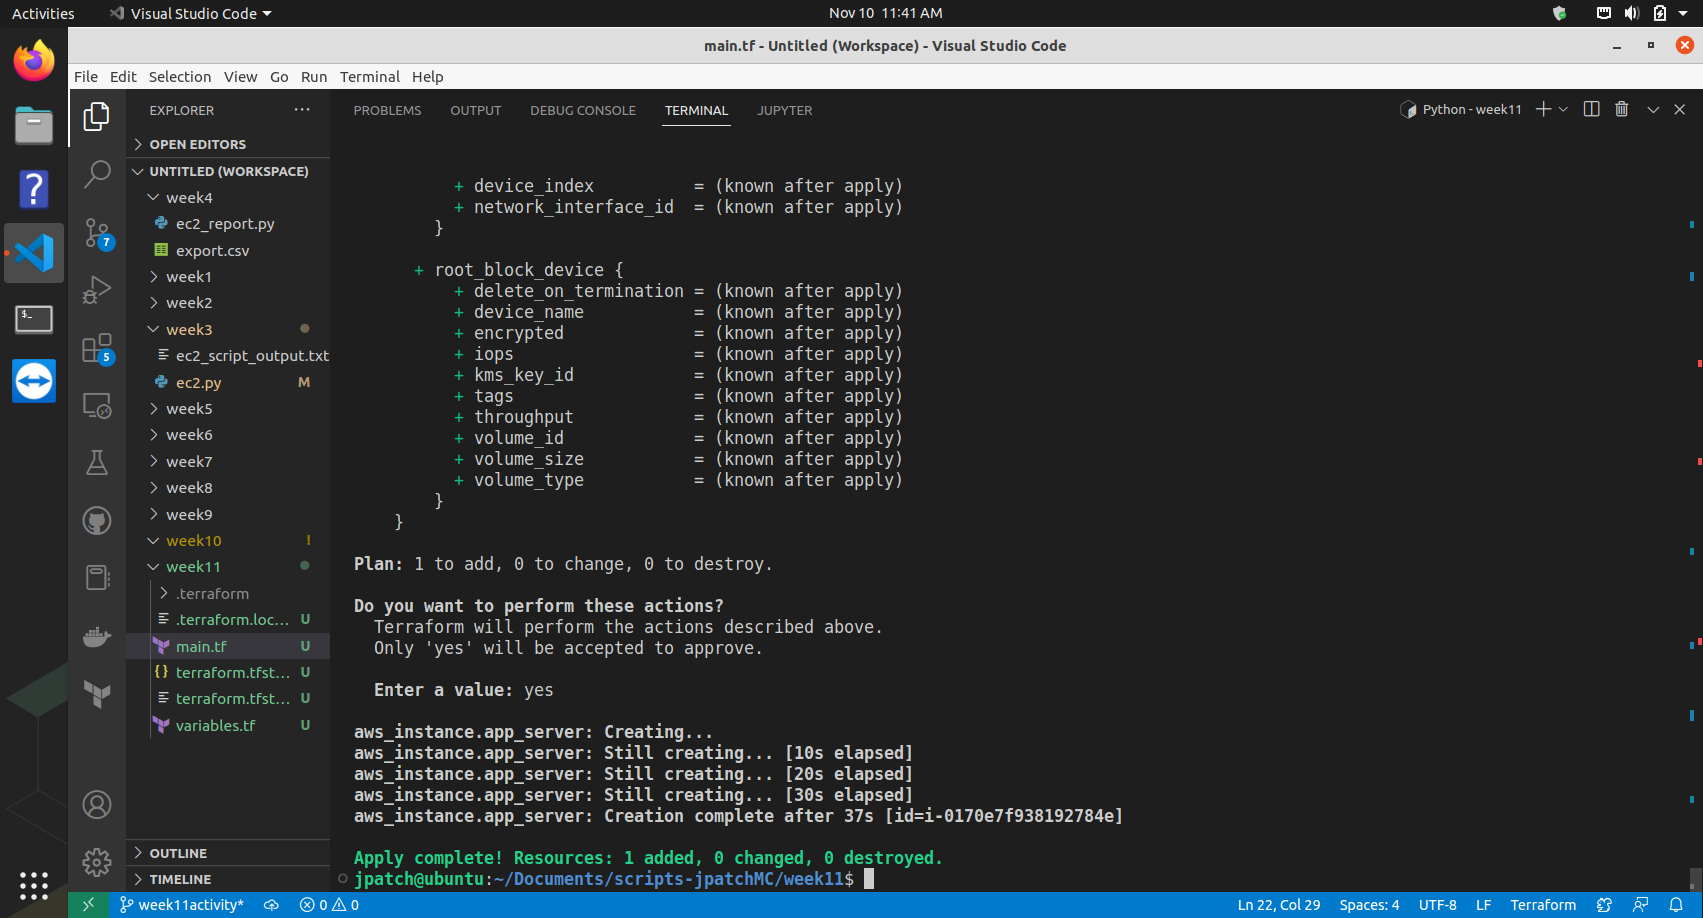 Activities Visual Studio Code Nov 10 11:41 AM
main.tf - Untitled (Workspace) - Visual Studio Code
File Edit Selection View Go Run Terminal Help
EXPLORER ... PROBLEMS OUTPUT DEBUG CONSOLE TERMINAL JUPYTER Python - week11
OPEN EDITORS
UNTITLED (WORKSPACE)
week4
ec2_report.py
export.csv
week1
week2
week3
ec2_script_output.txt
ec2.py M
week5
week6
week7
week8
week9
week10 !
week11
.terraform
.terraform.loc... U
main.tf U
{} terraform.tfst... U
terraform.tfst... U
variables.tf U
OUTLINE
TIMELINE
7
5
+ device_index = (known after apply)
+ network_interface_id = (known after apply)
}
+ root_block_device {
+ delete_on_termination = (known after apply)
+ device_name = (known after apply)
+ encrypted = (known after apply)
+ iops = (known after apply)
+ kms_key_id = (known after apply)
+ tags = (known after apply)
+ throughput = (known after apply)
+ volume_id = (known after apply)
+ volume_size = (known after apply)
+ volume_type = (known after apply)
}
}
Plan: 1 to add, 0 to change, 0 to destroy.
Do you want to perform these actions?
Terraform will perform the actions described above.
Only 'yes' will be accepted to approve.
Enter a value: yes
aws_instance.app_server: Creating...
aws_instance.app_server: Still creating... [10s elapsed]
aws_instance.app_server: Still creating... [20s elapsed]
aws_instance.app_server: Still creating... [30s elapsed]
aws_instance.app_server: Creation complete after 37s [id=i-0170e7f938192784e]
Apply complete! Resources: 1 added, 0 changed, 0 destroyed.
jpatch@ubuntu:~/Documents/scripts-jpatchMC/week11$
week11activity* 0 0 Ln 22, Col 29 Spaces: 4 UTF-8 LF Terraform